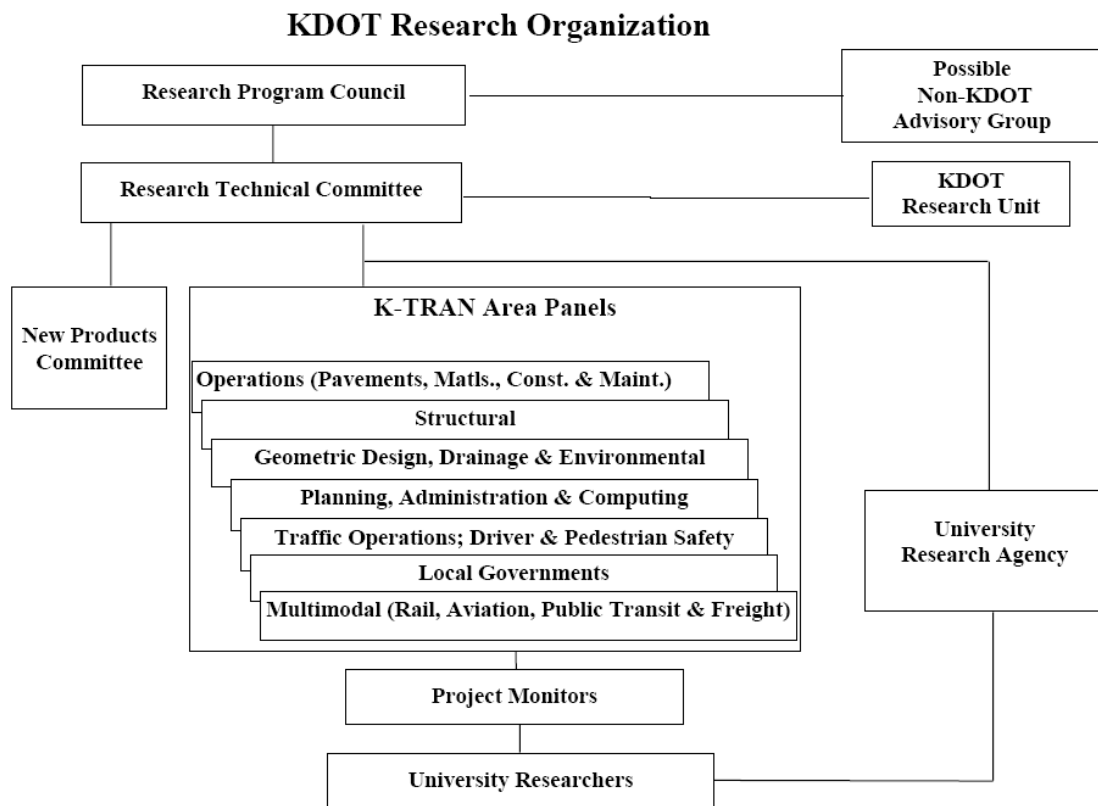 KDOT Research Organization
Research Program Council
Possible
Non-KDOT
Advisory Group
Research Technical Committee
KDOT
Research Unit
New Products
Committee
K-TRAN Area Panels
Operations (Pavements, Matls., Const. & Maint.)
Structural
Geometric Design, Drainage & Environmental
Planning, Administration & Computing
Traffic Operations; Driver & Pedestrian Safety
Local Governments
Multimodal (Rail, Aviation, Public Transit & Freight)
University
Research Agency
Project Monitors
University Researchers